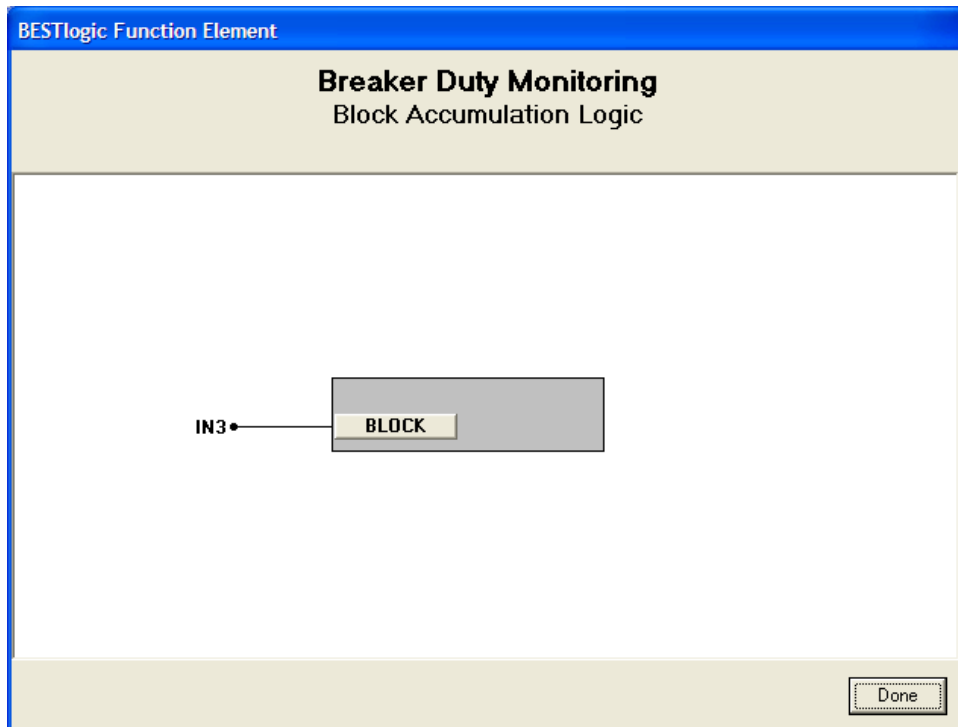 BESTlogic Function Element
Breaker Duty Monitoring
Block Accumulation Logic
IN3
BLOCK
Done